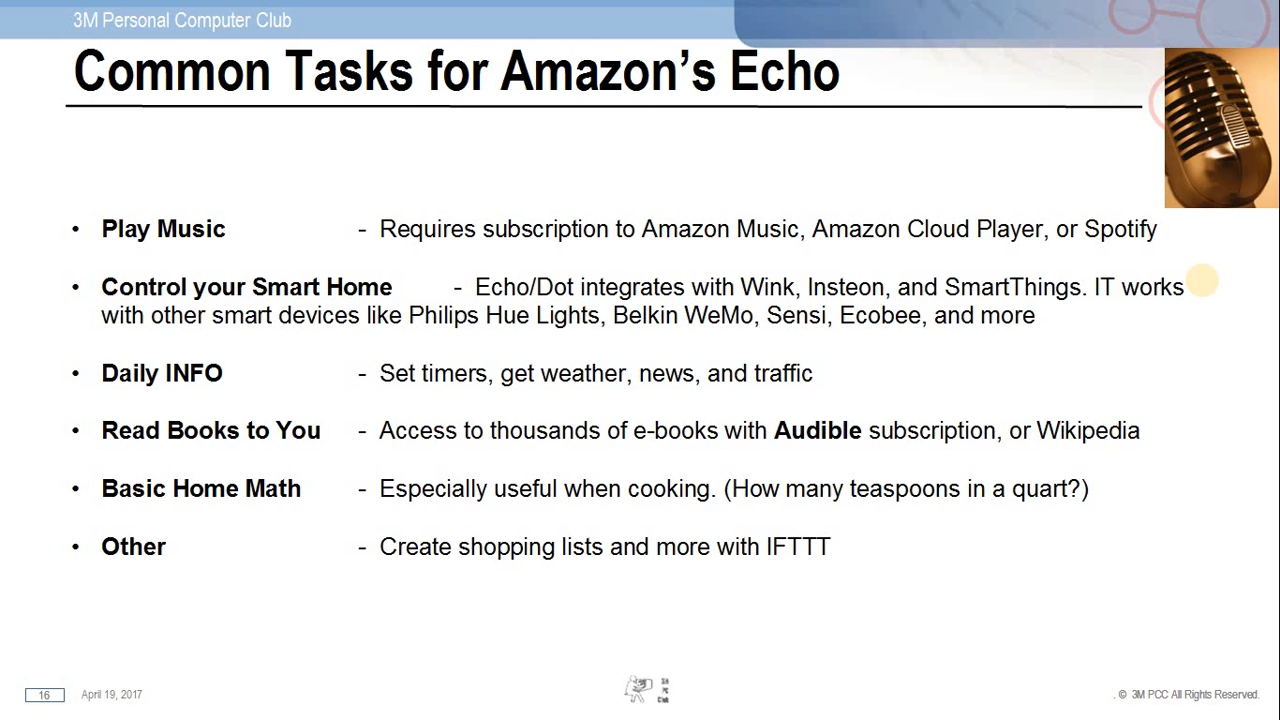 3M Personal Computer Club
Common Tasks for Amazon's Echo
• Play Music - Requires subscription to Amazon Music, Amazon Cloud Player, or Spotify
• Control your Smart Home - Echo/Dot integrates with Wink, Insteon, and SmartThings. IT works
with other smart devices like Philips Hue Lights, Belkin WeMo, Sensi, Ecobee, and more
• Daily INFO - Set timers, get weather, news, and traffic
• Read Books to You - Access to thousands of e-books with Audible subscription, or Wikipedia
• Basic Home Math - Especially useful when cooking. (How many teaspoons in a quart?)
• Other - Create shopping lists and more with IFTTT
16 April 19, 2017
. © 3M PCC All Rights Reserved.